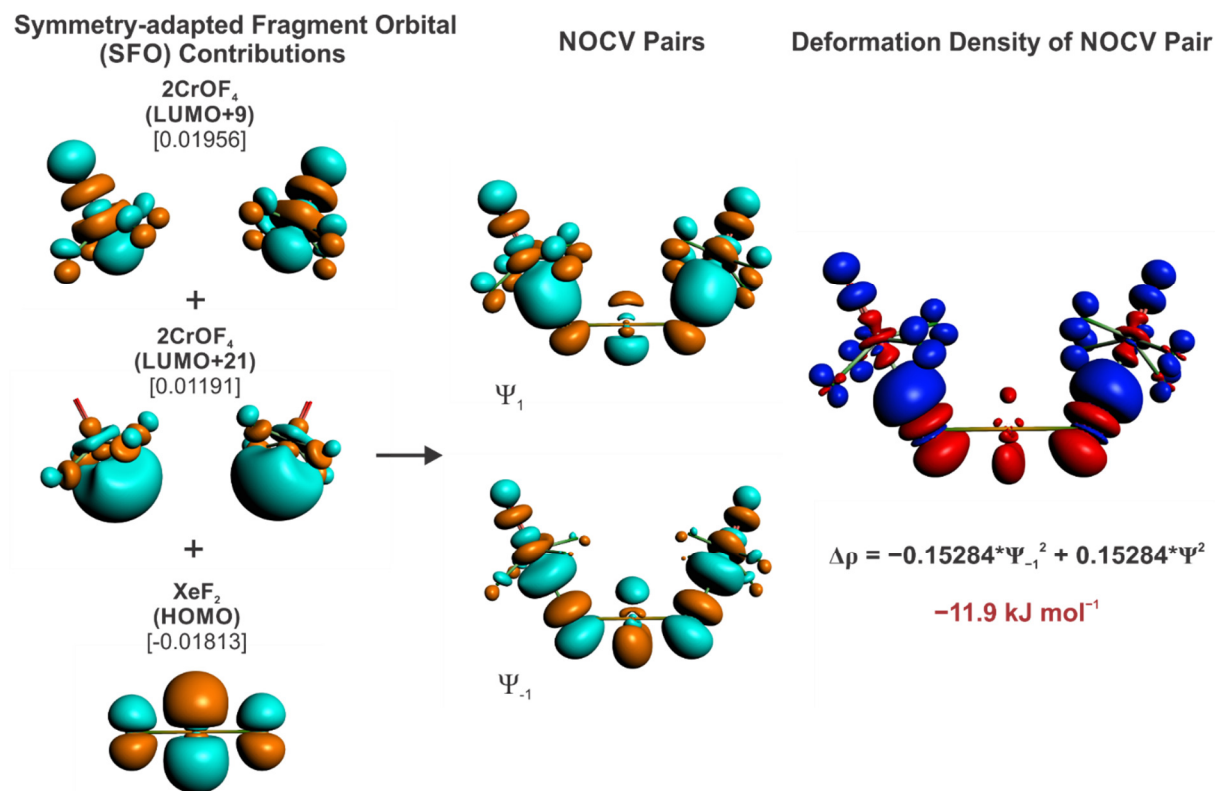 Symmetry-adapted Fragment Orbital
(SFO) Contributions
NOCV Pairs
Deformation Density of NOCV Pair
2CrOF₄
(LUMO+9)
[0.01956]
+
2CrOF₄
(LUMO+21)
[0.01191]
+
XeF₂
(HOMO)
[-0.01813]
Ψ₁
Ψ₋₁
Δρ = −0.15284*Ψ₋₁² + 0.15284*Ψ²
−11.9 kJ mol⁻¹